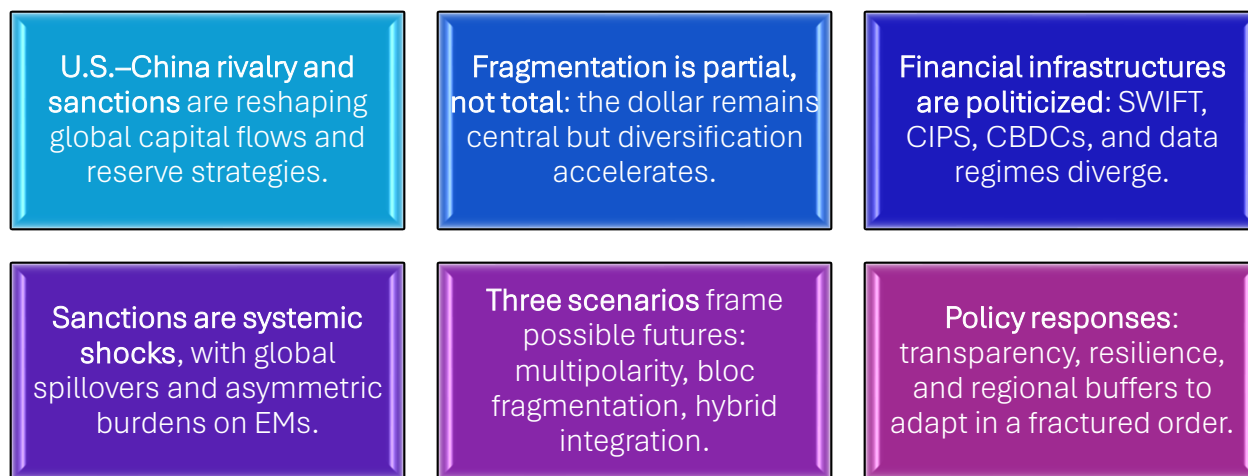 U.S.–China rivalry and
sanctions are reshaping
global capital flows and
reserve strategies.
Fragmentation is partial,
not total: the dollar remains
central but diversification
accelerates.
Financial infrastructures
are politicized: SWIFT,
CIPS, CBDCs, and data
regimes diverge.
Sanctions are systemic
shocks, with global
spillovers and asymmetric
burdens on EMs.
Three scenarios frame
possible futures:
multipolarity, bloc
fragmentation, hybrid
integration.
Policy responses:
transparency, resilience,
and regional buffers to
adapt in a fractured order.